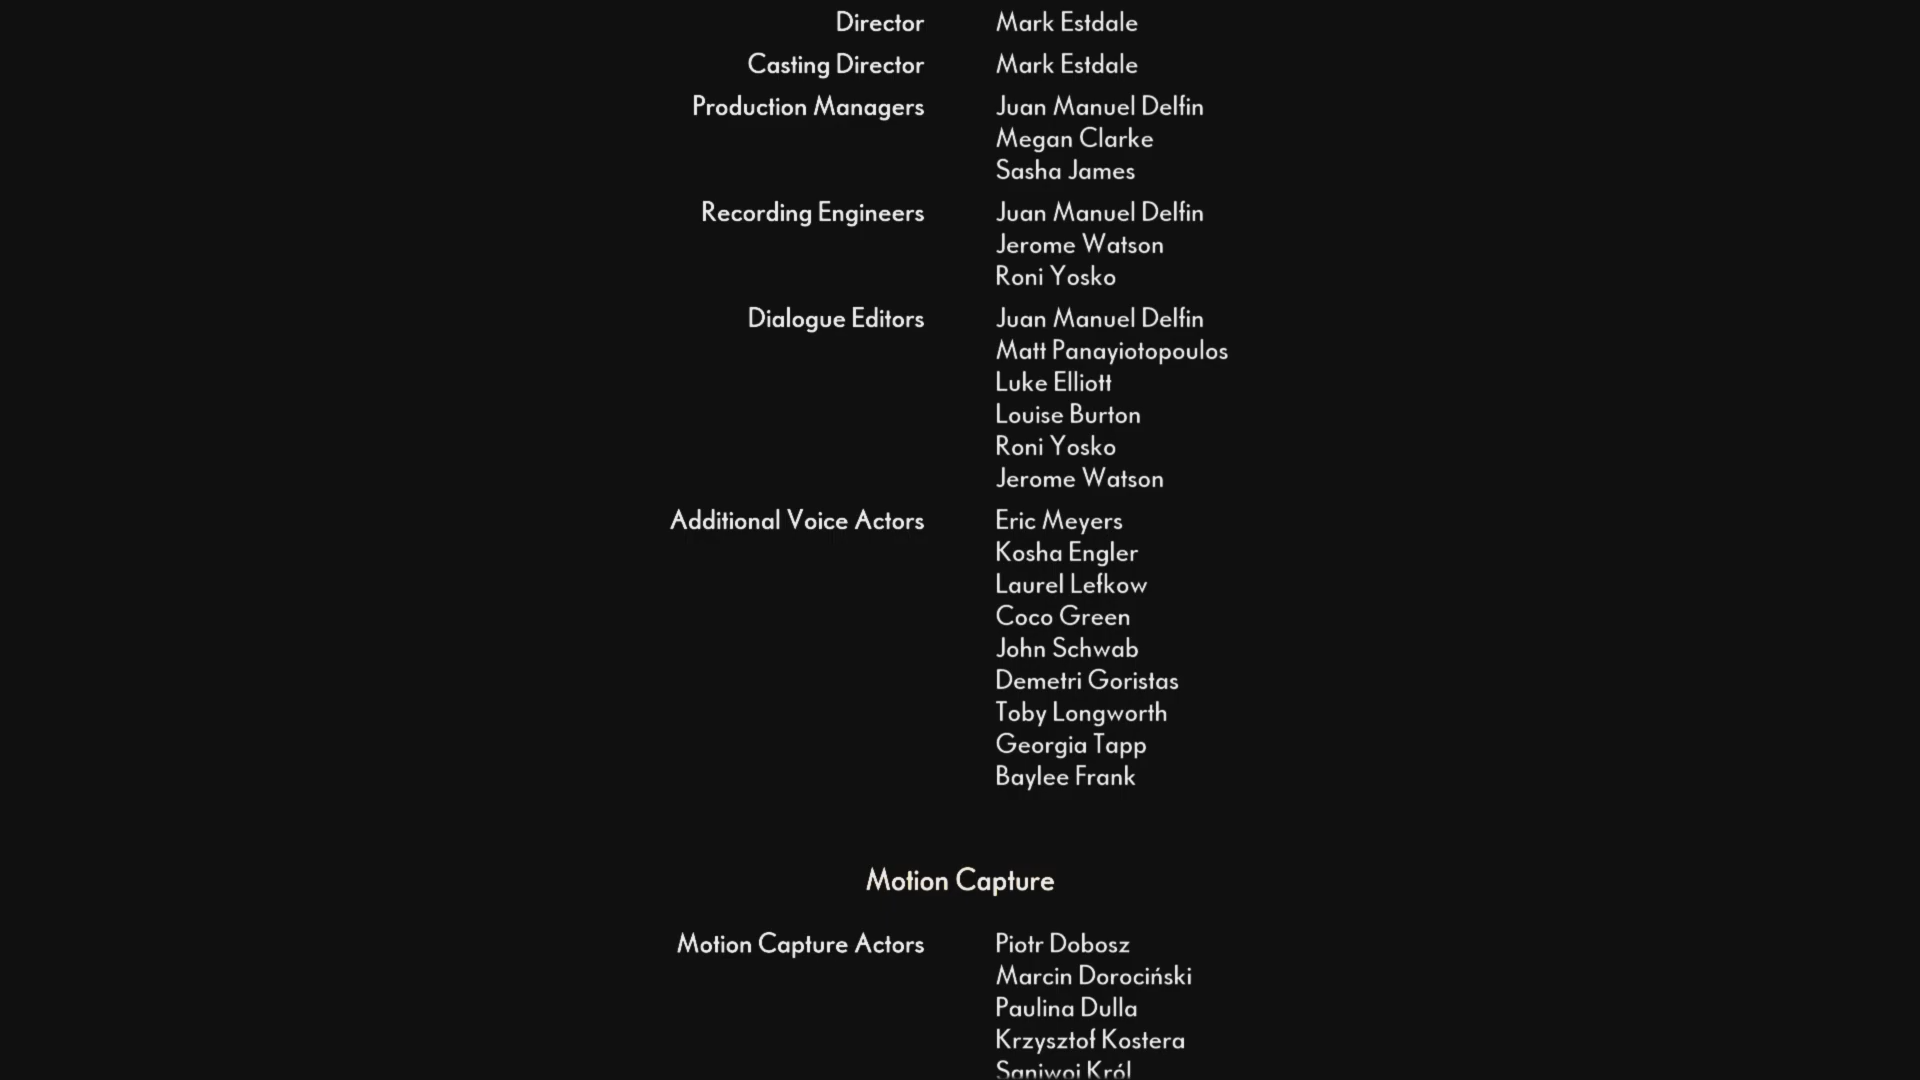 Director Mark Estdale
Casting Director Mark Estdale
Production Managers Juan Manuel Delfin
Megan Clarke
Sasha James
Recording Engineers Juan Manuel Delfin
Jerome Watson
Roni Yosko
Dialogue Editors Juan Manuel Delfin
Matt Panayiotopoulos
Luke Elliott
Louise Burton
Roni Yosko
Jerome Watson
Additional Voice Actors Eric Meyers
Kosha Engler
Laurel Lefkow
Coco Green
John Schwab
Demetri Goristas
Toby Longworth
Georgia Tapp
Baylee Frank
Motion Capture
Motion Capture Actors Piotr Dobosz
Marcin Dorociński
Paulina Dulla
Krzysztof Kostera
Saniwoj Król